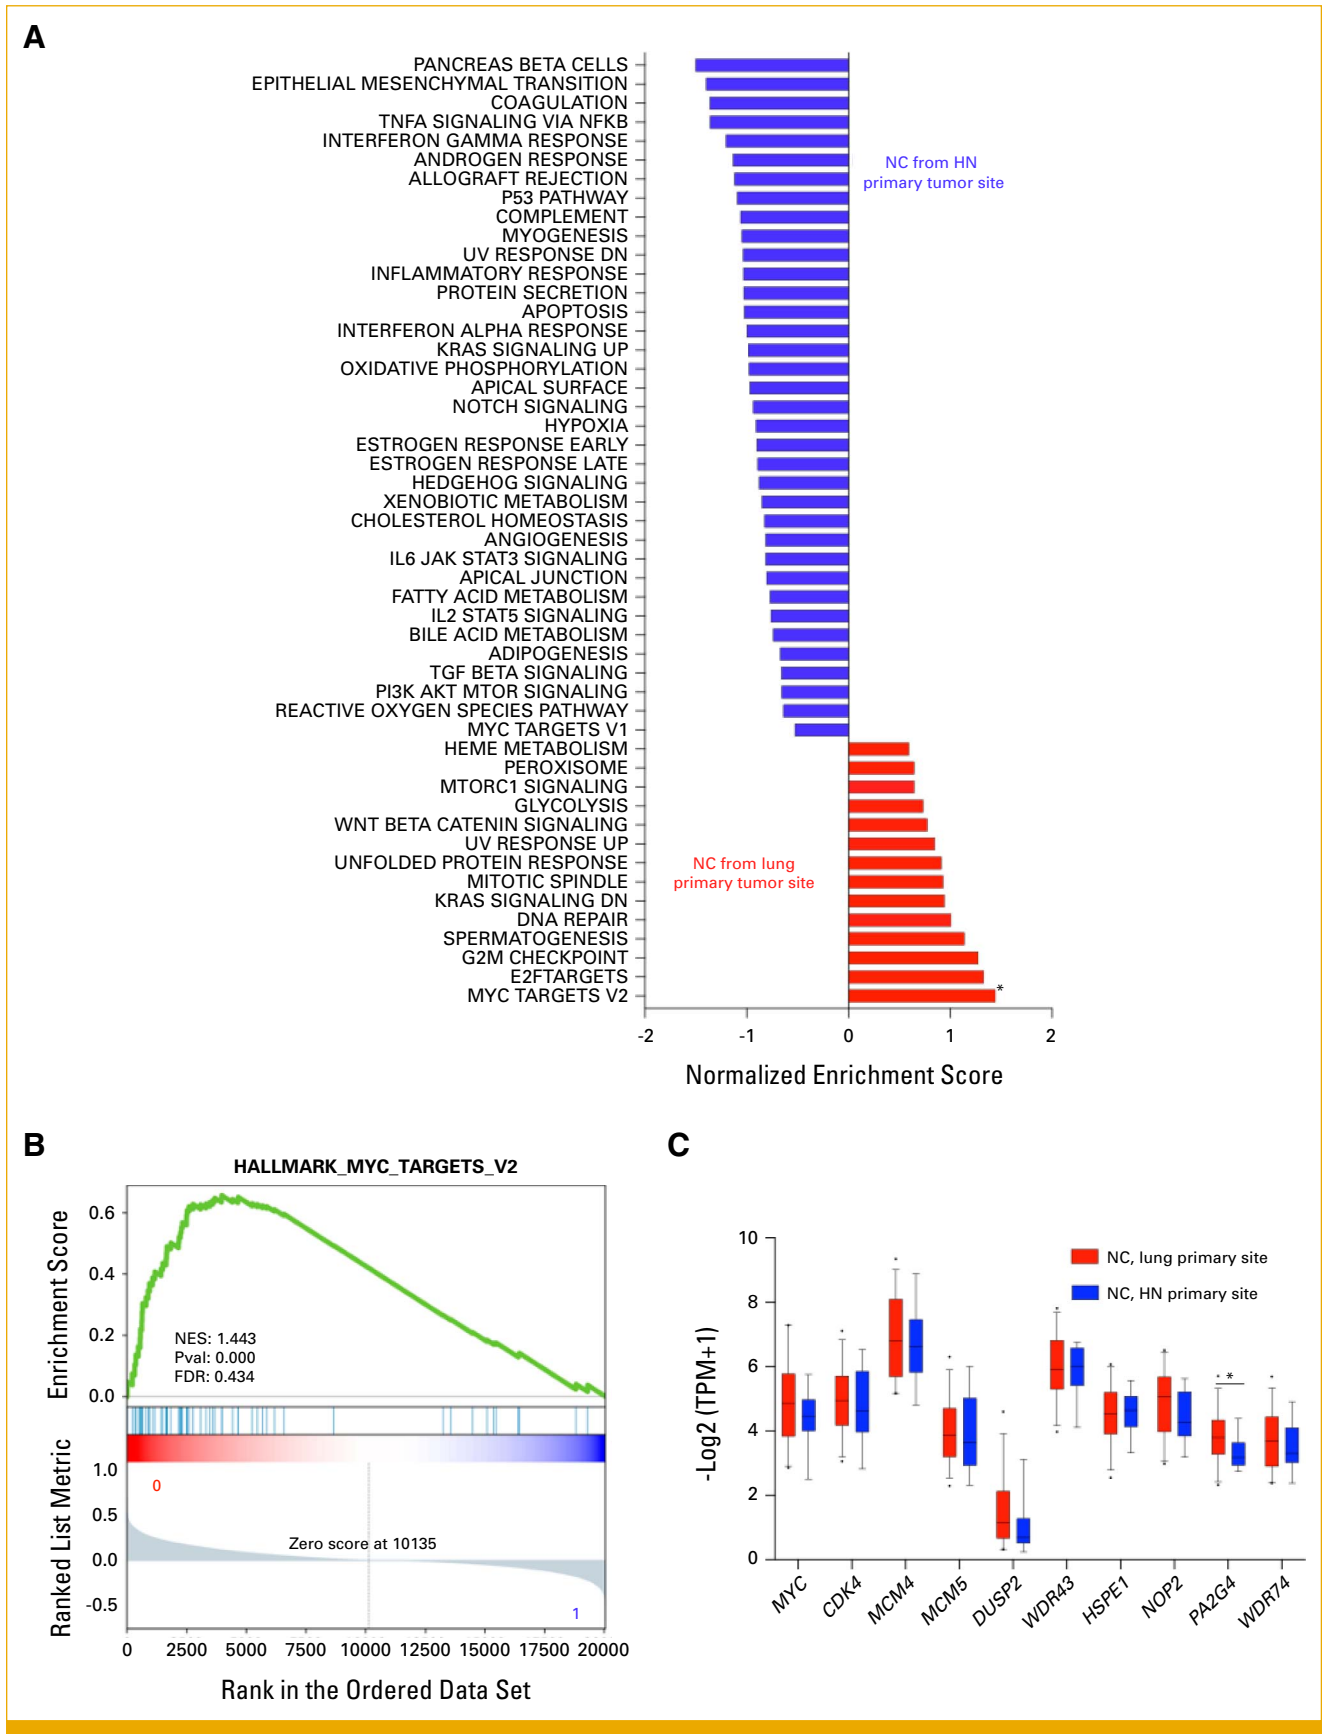 A
PANCREAS BETA CELLS
EPITHELIAL MESENCHYMAL TRANSITION
COAGULATION
TNFA SIGNALING VIA NFKB
INTERFERON GAMMA RESPONSE
ANDROGEN RESPONSE
ALLOGRAFT REJECTION
P53 PATHWAY
COMPLEMENT
MYOGENESIS
UV RESPONSE DN
INFLAMMATORY RESPONSE
PROTEIN SECRETION
APOPTOSIS
INTERFERON ALPHA RESPONSE
KRAS SIGNALING UP
OXIDATIVE PHOSPHORYLATION
APICAL SURFACE
NOTCH SIGNALING
HYPOXIA
ESTROGEN RESPONSE EARLY
ESTROGEN RESPONSE LATE
HEDGEHOG SIGNALING
XENOBIOTIC METABOLISM
CHOLESTEROL HOMEOSTASIS
ANGIOGENESIS
IL6 JAK STAT3 SIGNALING
APICAL JUNCTION
FATTY ACID METABOLISM
IL2 STAT5 SIGNALING
BILE ACID METABOLISM
ADIPOGENESIS
TGF BETA SIGNALING
PI3K AKT MTOR SIGNALING
REACTIVE OXYGEN SPECIES PATHWAY
MYC TARGETS V1
HEME METABOLISM
PEROXISOME
MTORC1 SIGNALING
GLYCOLYSIS
WNT BETA CATENIN SIGNALING
UV RESPONSE UP
UNFOLDED PROTEIN RESPONSE
MITOTIC SPINDLE
KRAS SIGNALING DN
DNA REPAIR
SPERMATOGENESIS
G2M CHECKPOINT
E2FTARGETS
MYC TARGETS V2
NC from HN
primary tumor site
NC from lung
primary tumor site
*
-2 -1 0 1 2
Normalized Enrichment Score
B
HALLMARK_MYC_TARGETS_V2
Enrichment Score
0.6
0.4
0.2
0.0
NES: 1.443
Pval: 0.000
FDR: 0.434
Ranked List Metric
1.0
0.5
0.0
-0.5
0
Zero score at 10135
1
0 2500 5000 7500 10000 12500 15000 17500 20000
Rank in the Ordered Data Set
C
-Log2 (TPM+1)
10
8
6
4
2
0
NC, lung primary site
NC, HN primary site
*
MYC CDK4 MCM4 MCM5 DUSP2 WDR43 HSPE1 NOP2 PA2G4 WDR74